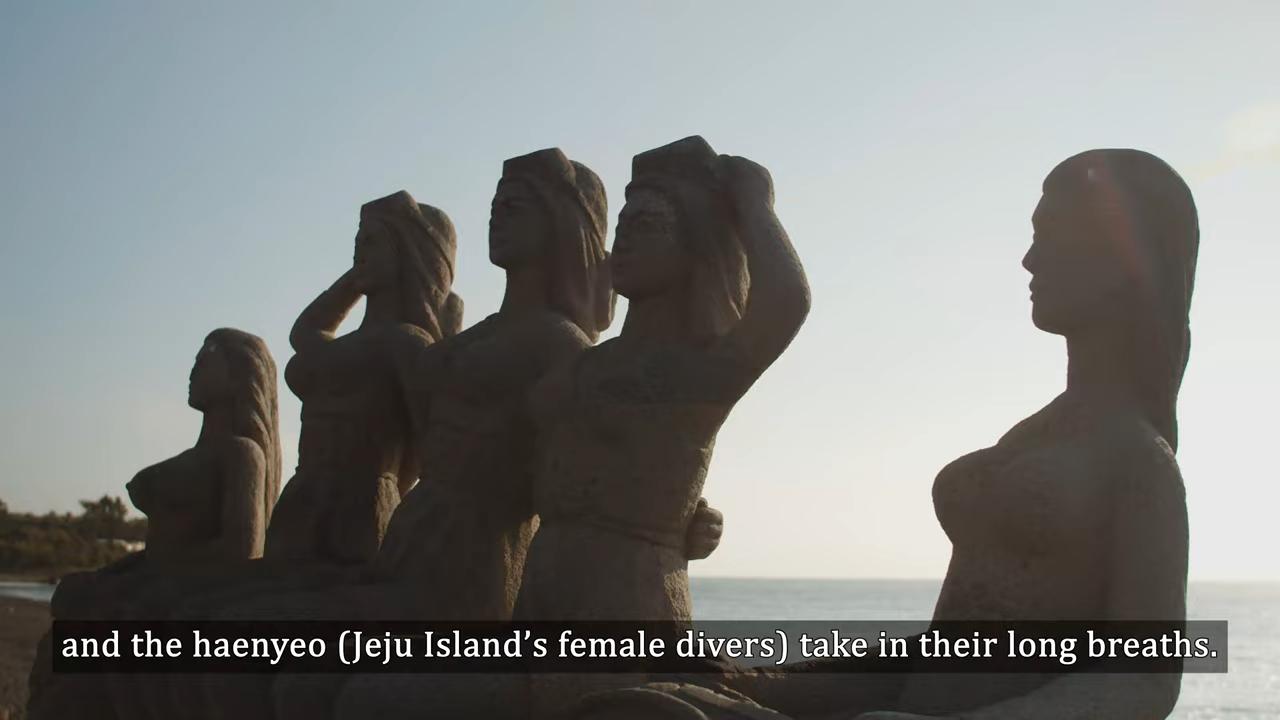 and the haenyeo (Jeju Island’s female divers) take in their long breaths.